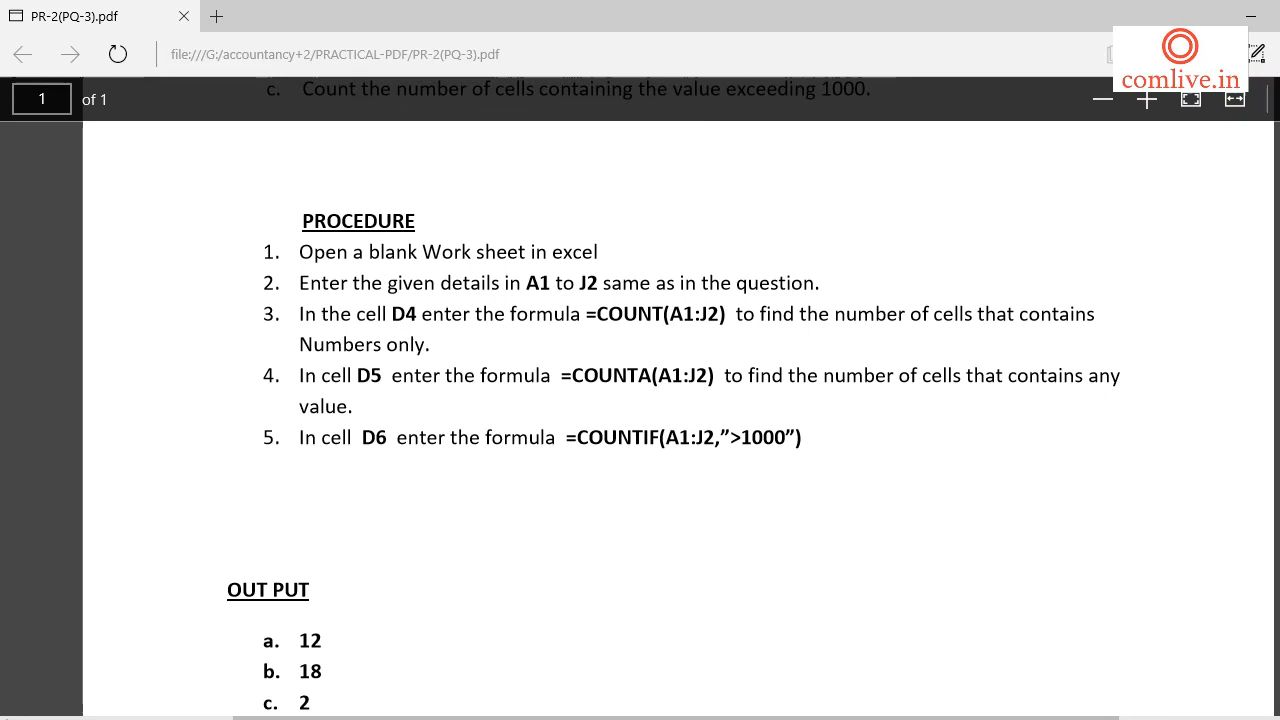 PR-2(PQ-3).pdf
file:///G:/accountancy+2/PRACTICAL-PDF/PR-2(PQ-3).pdf
comlive.in
1 of 1
c. Count the number of cells containing the value exceeding 1000.
PROCEDURE
1. Open a blank Work sheet in excel
2. Enter the given details in A1 to J2 same as in the question.
3. In the cell D4 enter the formula =COUNT(A1:J2) to find the number of cells that contains
Numbers only.
4. In cell D5 enter the formula =COUNTA(A1:J2) to find the number of cells that contains any
value.
5. In cell D6 enter the formula =COUNTIF(A1:J2,”>1000”)
OUT PUT
a. 12
b. 18
c. 2